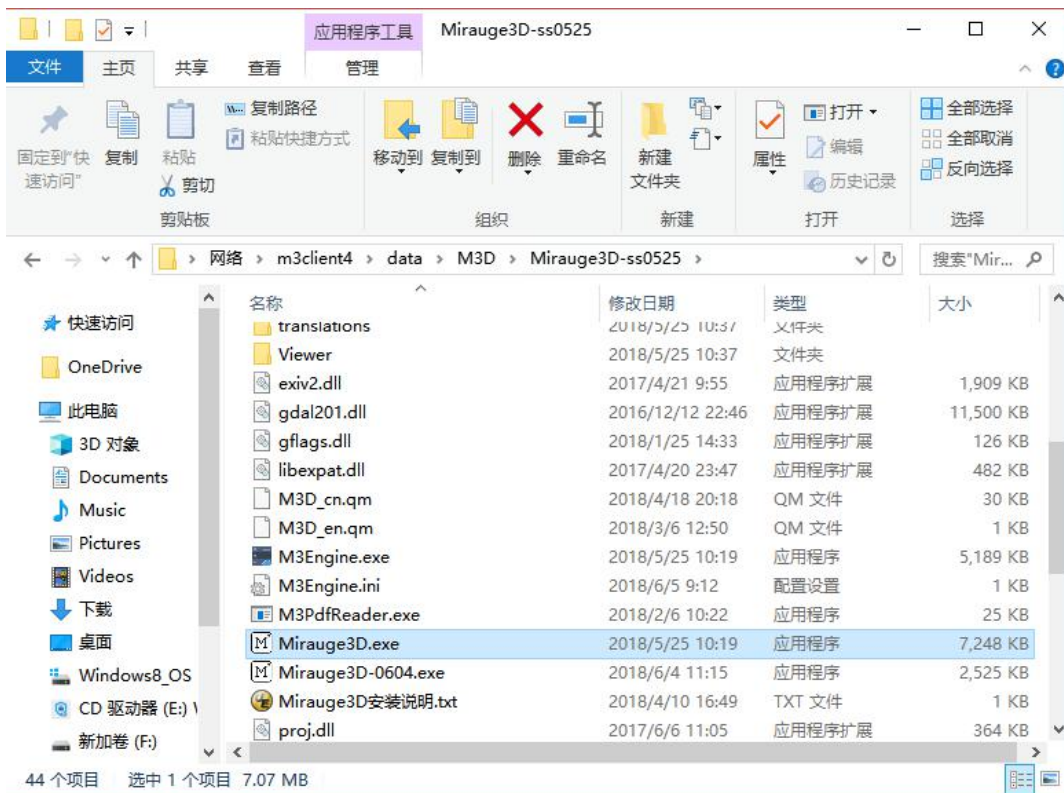 应用程序工具 Mirauge3D-ss0525
文件 主页 共享 查看 管理
固定到"快速访问"
复制
粘贴
复制路径
粘贴快捷方式
剪切
剪贴板
移动到 复制到 删除 重命名
组织
新建文件夹
新建
属性
打开
编辑
历史记录
打开
全部选择
全部取消
反向选择
选择
网络 › m3client4 › data › M3D › Mirauge3D-ss0525 ›
搜索"Mir...
快速访问
OneDrive
此电脑
3D 对象
Documents
Music
Pictures
Videos
下载
桌面
Windows8_OS
CD 驱动器 (E:)
新加卷 (F:)
名称 修改日期 类型 大小
translations 2018/5/25 10:37 文件夹
Viewer 2018/5/25 10:37 文件夹
exiv2.dll 2017/4/21 9:55 应用程序扩展 1,909 KB
gdal201.dll 2016/12/12 22:46 应用程序扩展 11,500 KB
gflags.dll 2018/1/25 14:33 应用程序扩展 126 KB
libexpat.dll 2017/4/20 23:47 应用程序扩展 482 KB
M3D_cn.qm 2018/4/18 20:18 QM 文件 30 KB
M3D_en.qm 2018/3/6 12:50 QM 文件 1 KB
M3Engine.exe 2018/5/25 10:19 应用程序 5,189 KB
M3Engine.ini 2018/6/5 9:12 配置设置 1 KB
M3PdfReader.exe 2018/2/6 10:22 应用程序 25 KB
Mirauge3D.exe 2018/5/25 10:19 应用程序 7,248 KB
Mirauge3D-0604.exe 2018/6/4 11:15 应用程序 2,525 KB
Mirauge3D安装说明.txt 2018/4/10 16:49 TXT 文件 1 KB
proj.dll 2017/6/6 11:05 应用程序扩展 364 KB
44 个项目 选中 1 个项目 7.07 MB